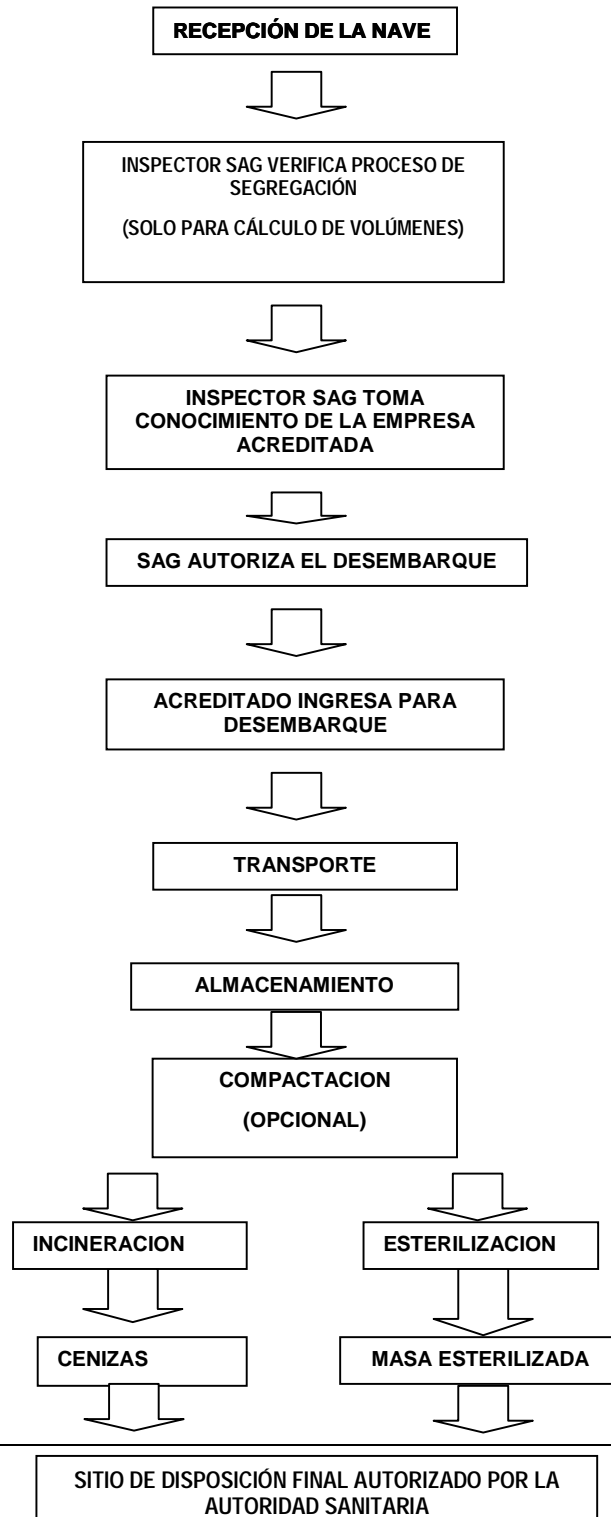 RECEPCIÓN DE LA NAVE
INSPECTOR SAG VERIFICA PROCESO DE
SEGREGACIÓN
(SOLO PARA CÁLCULO DE VOLÚMENES)
INSPECTOR SAG TOMA
CONOCIMIENTO DE LA EMPRESA
ACREDITADA
SAG AUTORIZA EL DESEMBARQUE
ACREDITADO INGRESA PARA
DESEMBARQUE
TRANSPORTE
ALMACENAMIENTO
COMPACTACION
(OPCIONAL)
INCINERACION
ESTERILIZACION
CENIZAS
MASA ESTERILIZADA
SITIO DE DISPOSICIÓN FINAL AUTORIZADO POR LA
AUTORIDAD SANITARIA